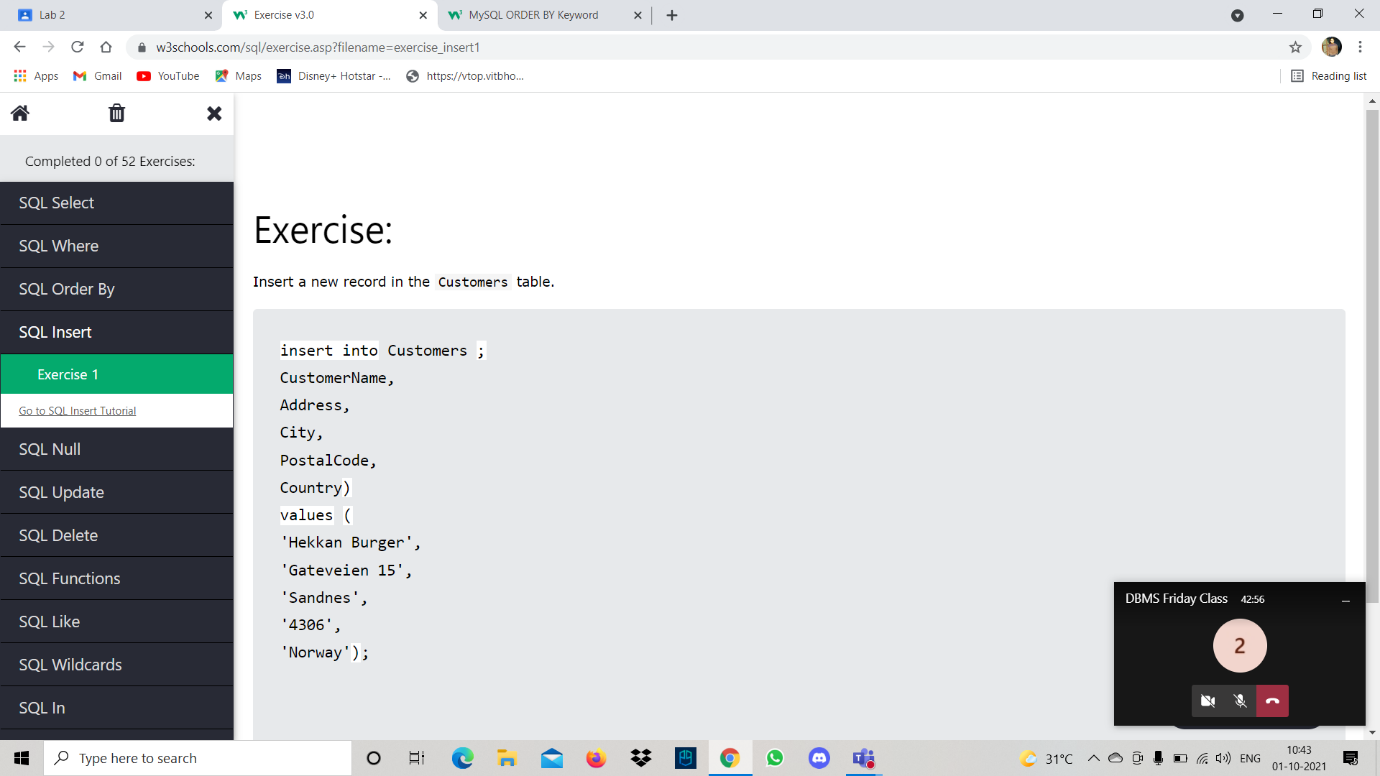 Lab 2
Exercise v3.0
MySQL ORDER BY Keyword
w3schools.com/sql/exercise.asp?filename=exercise_insert1
Apps
Gmail
YouTube
Maps
Disney+ Hotstar -...
https://vtop.vitbho...
Reading list
Completed 0 of 52 Exercises:
SQL Select
SQL Where
SQL Order By
SQL Insert
Exercise 1
Go to SQL Insert Tutorial
SQL Null
SQL Update
SQL Delete
SQL Functions
SQL Like
SQL Wildcards
SQL In
Exercise:
Insert a new record in the Customers table.
insert into Customers ;
CustomerName,
Address,
City,
PostalCode,
Country)
values (
'Hekkan Burger',
'Gateveien 15',
'Sandnes',
'4306',
'Norway');
DBMS Friday Class 42:56
2
Type here to search
31°C
ENG
10:43
01-10-2021